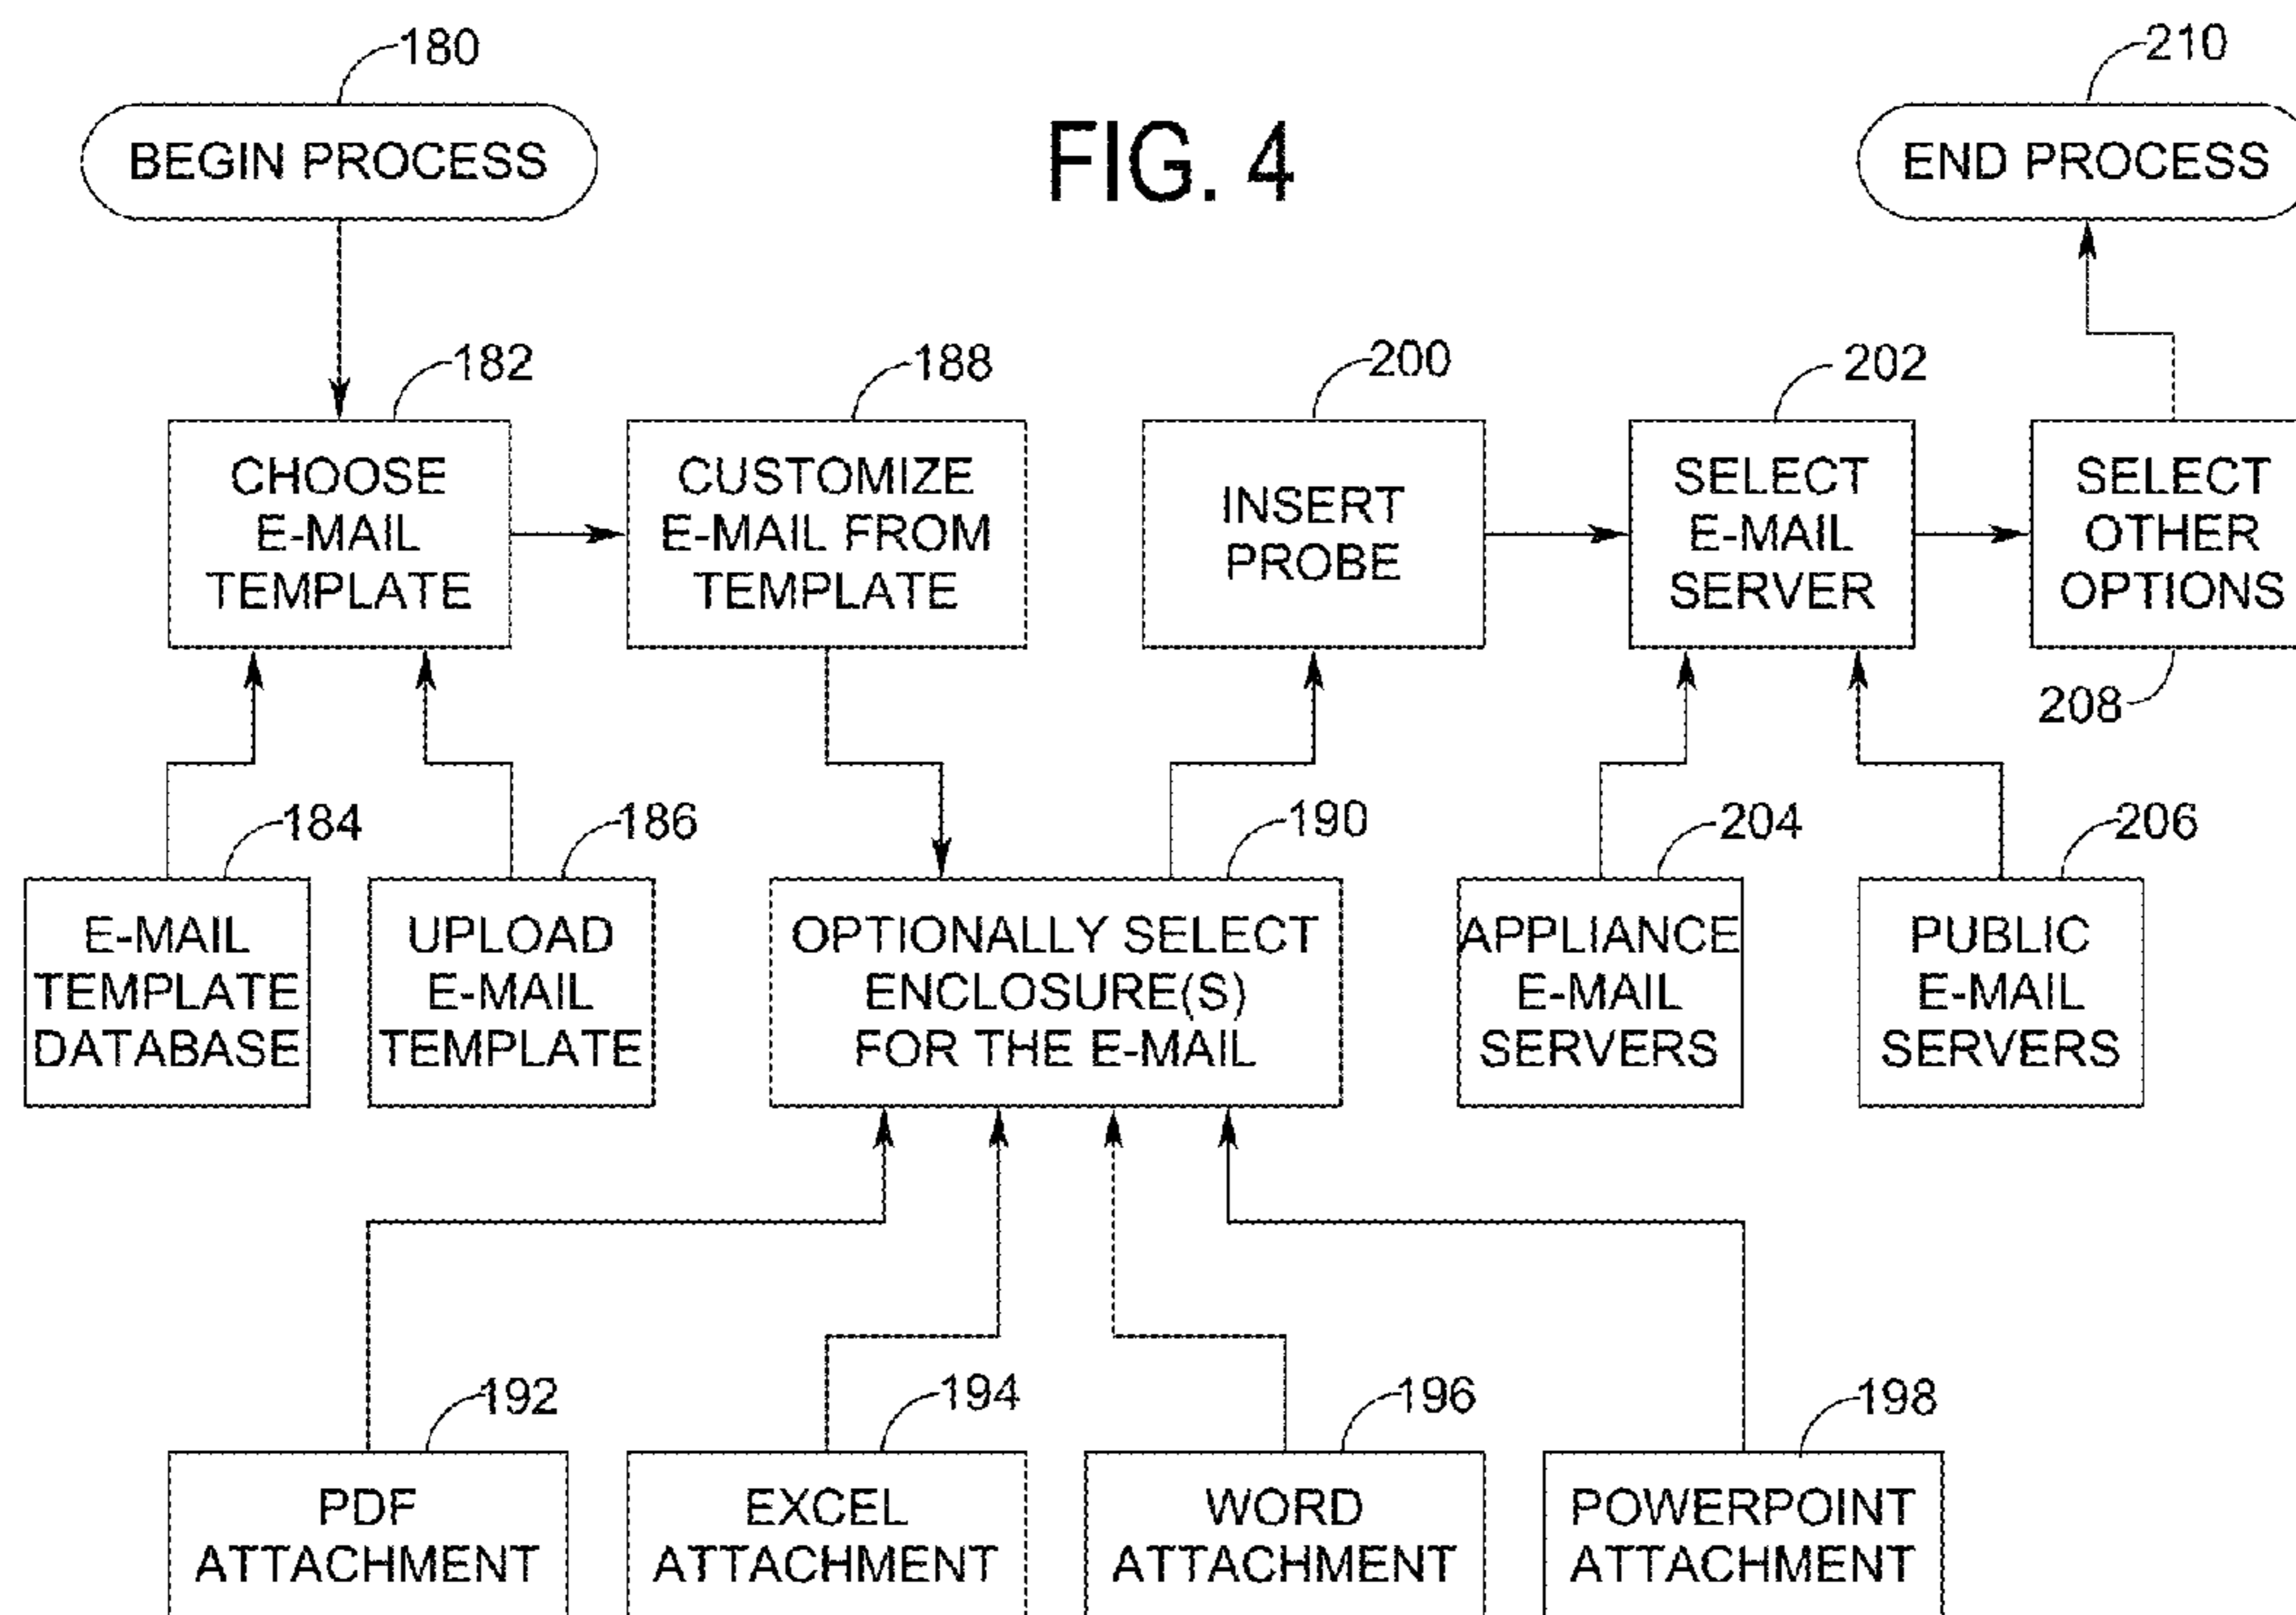 180
210
BEGIN PROCESS
FIG. 4
END PROCESS
182
188
200
202
CHOOSE
E-MAIL
TEMPLATE
CUSTOMIZE
E-MAIL FROM
TEMPLATE
INSERT
PROBE
SELECT
E-MAIL
SERVER
SELECT
OTHER
OPTIONS
208
184
186
190
204
206
E-MAIL
TEMPLATE
DATABASE
UPLOAD
E-MAIL
TEMPLATE
OPTIONALLY SELECT
ENCLOSURE(S)
FOR THE E-MAIL
APPLIANCE
E-MAIL
SERVERS
PUBLIC
E-MAIL
SERVERS
192
194
196
198
PDF
ATTACHMENT
EXCEL
ATTACHMENT
WORD
ATTACHMENT
POWERPOINT
ATTACHMENT